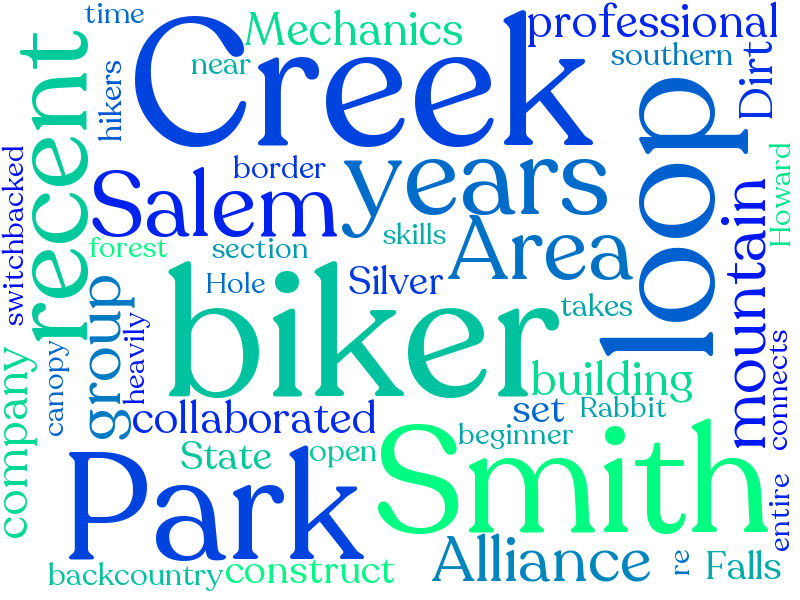 time
Mechanics
professional
near
Creek
southern
hikers
Dirt
recent
border
years
loop
Salem
Howard
switchbacked
forest
section
skills
Area
mountain
Hole
Silver
group
biker
takes
heavily
canopy
company
building
connects
collaborated
set
Rabbit
State
open
beginner
Park
Smith
entire
backcountry
construct
Alliance
re
Falls